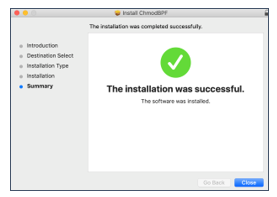 Install ChmodBPF
The installation was completed successfully.
Introduction
Destination Select
Installation Type
Installation
Summary
The installation was successful.
The software was installed.
Go Back
Close